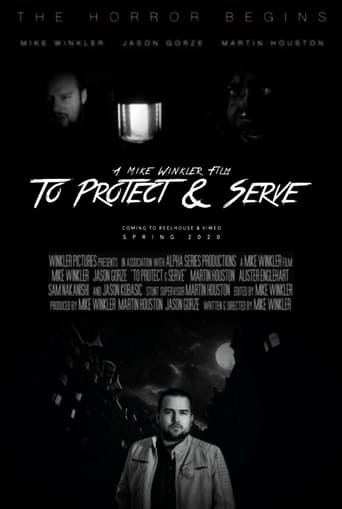 THE HORROR BEGINS
MIKE WINKLER JASON GORZE MARTIN HOUSTON
A MIKE WINKLER FILM
TO PROTECT & SERVE
COMING TO REELHOUSE & VIMEO
SPRING 2020
WINKLER PICTURES PRESENTS IN ASSOCIATION WITH ALPHA SERIES PRODUCTIONS A MIKE WINKLER FILM
MIKE WINKLER JASON GORZE "TO PROTECT & SERVE" MARTIN HOUSTON ALISTER ENGLEHART
SAM NAKANISHI AND JASON KOBASIC STUNT SUPERVISOR MARTIN HOUSTON EDITED BY MIKE WINKLER
PRODUCED BY MIKE WINKLER MARTIN HOUSTON JASON GORZE WRITTEN & DIRECTED BY MIKE WINKLER